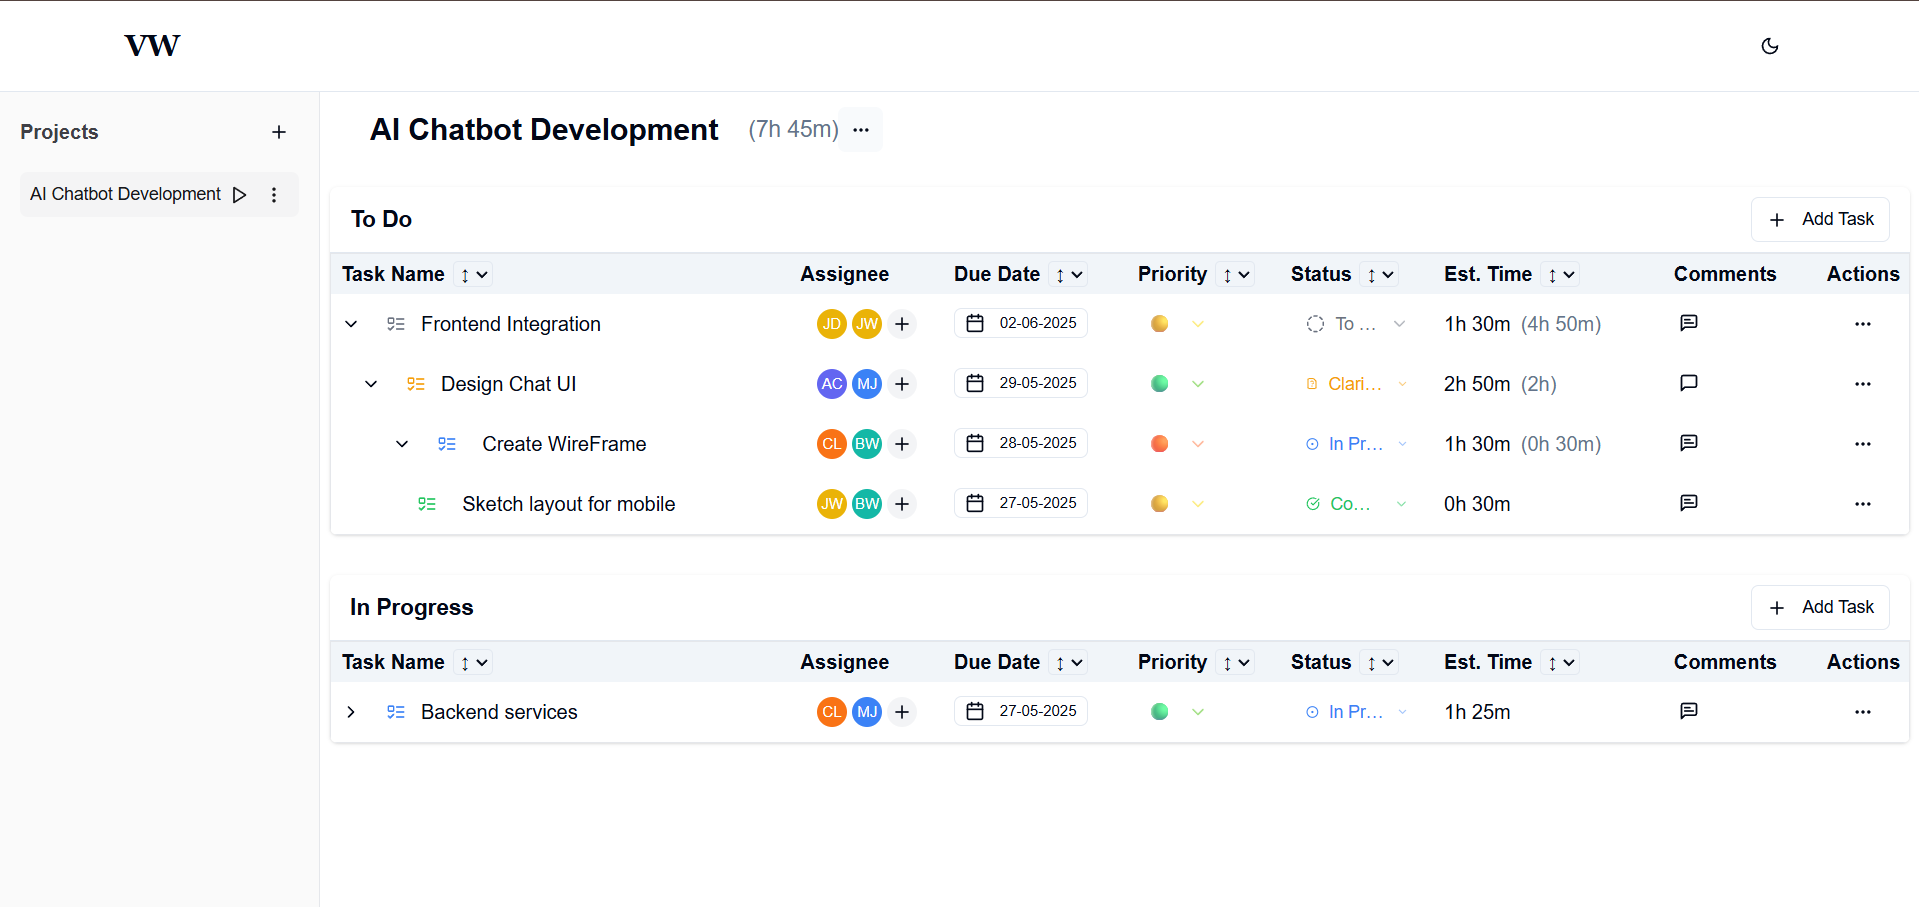 VW
Projects
AI Chatbot Development (7h 45m)
AI Chatbot Development
To Do
Add Task
Task Name Assignee Due Date Priority Status Est. Time Comments Actions
Frontend Integration JD JW 02-06-2025 To ... 1h 30m (4h 50m)
Design Chat UI AC MJ 29-05-2025 Clari... 2h 50m (2h)
Create WireFrame CL BW 28-05-2025 In Pr... 1h 30m (0h 30m)
Sketch layout for mobile JW BW 27-05-2025 Co... 0h 30m
In Progress
Add Task
Task Name Assignee Due Date Priority Status Est. Time Comments Actions
Backend services CL MJ 27-05-2025 In Pr... 1h 25m